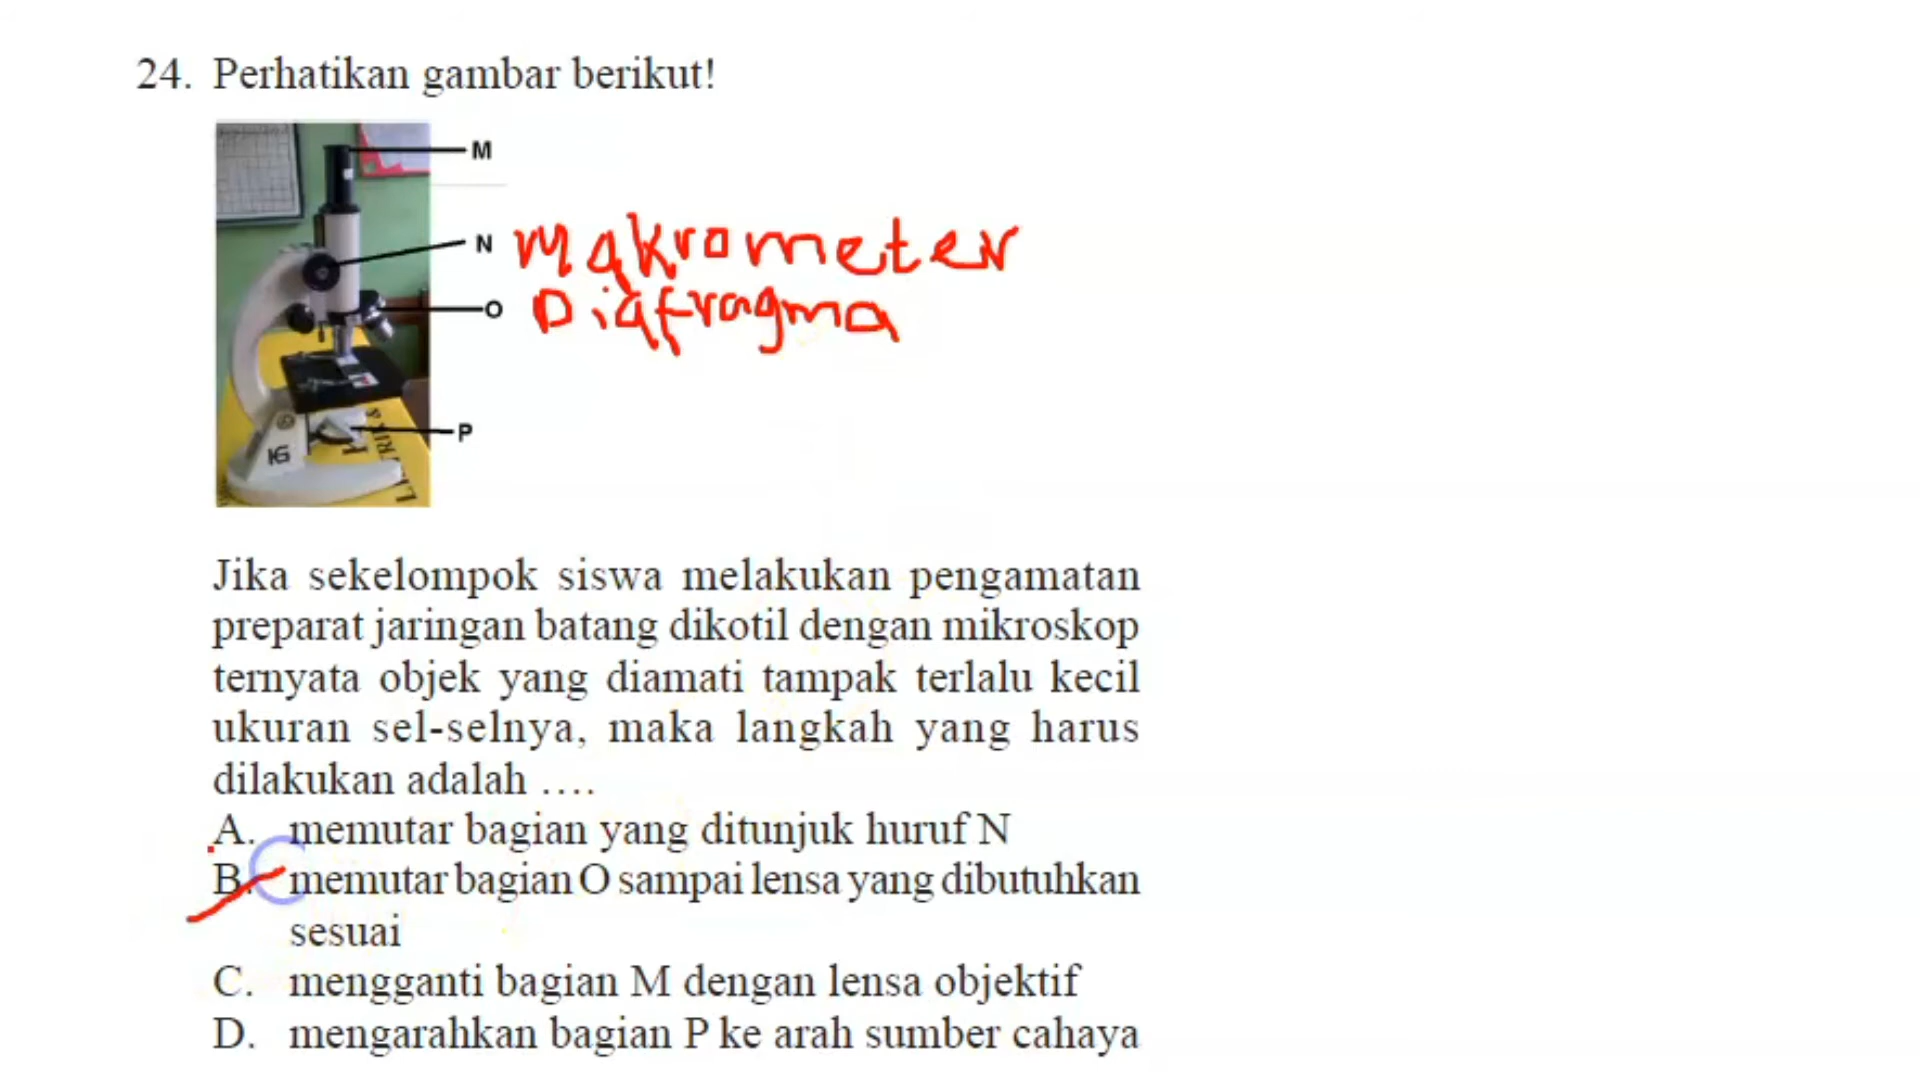 24. Perhatikan gambar berikut!
M
N Makrometer
O Diafragma
P
IG
Jika sekelompok siswa melakukan pengamatan
preparat jaringan batang dikotil dengan mikroskop
ternyata objek yang diamati tampak terlalu kecil
ukuran sel-selnya, maka langkah yang harus
dilakukan adalah ....
A. memutar bagian yang ditunjuk huruf N
B. memutar bagian O sampai lensa yang dibutuhkan
sesuai
C. mengganti bagian M dengan lensa objektif
D. mengarahkan bagian P ke arah sumber cahaya